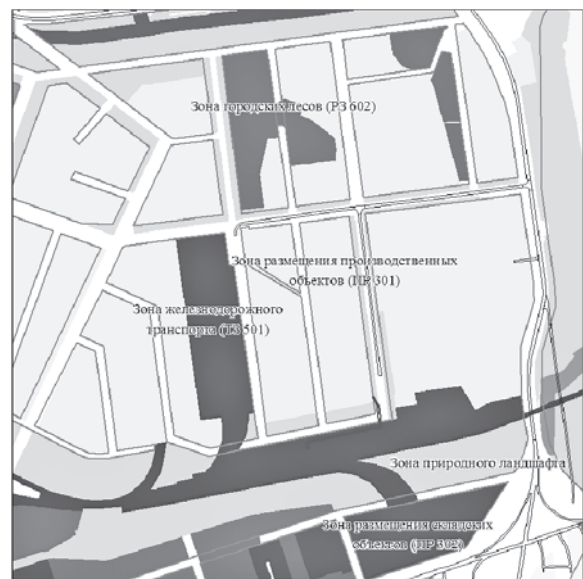 Зона городских лесов (РЗ 602)
Зона размещения производственных
объектов (ПР 301)
Зона железнодорожного
транспорта (ТЗ 501)
Зона природного ландшафта
Зона размещения складских
объектов (ПР 302)